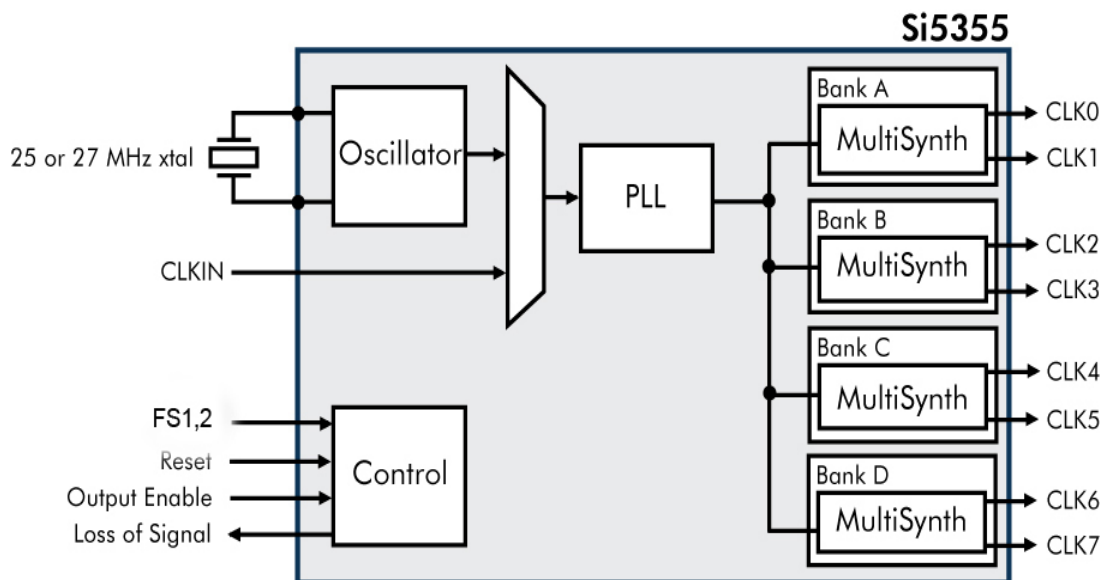 Si5355
25 or 27 MHz xtal
Oscillator
CLKIN
PLL
Bank A
MultiSynth
CLK0
CLK1
Bank B
MultiSynth
CLK2
CLK3
Bank C
MultiSynth
CLK4
CLK5
Bank D
MultiSynth
CLK6
CLK7
FS1,2
Reset
Output Enable
Loss of Signal
Control